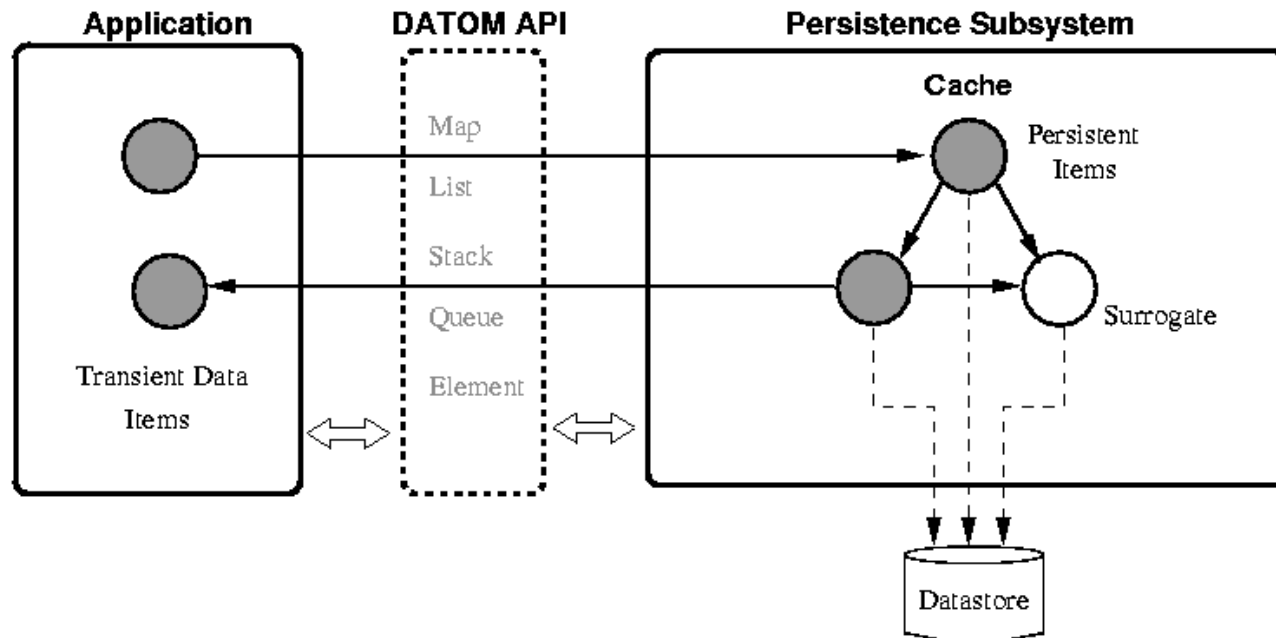 Application
DATOM API
Persistence Subsystem
Cache
Map
Persistent
Items
List
Stack
Queue
Surrogate
Transient Data
Items
Element
Datastore